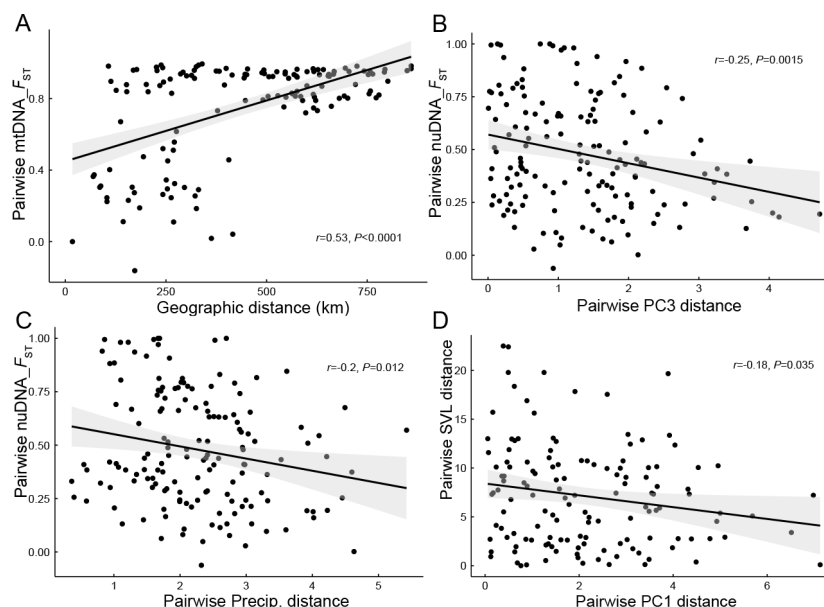 A
Pairwise mtDNA_FST
0.8
0.4
0.0
r=0.53, P<0.0001
0
250
500
750
Geographic distance (km)
B
Pairwise nuDNA_FST
1.00
0.75
0.50
0.25
0.00
r=-0.25, P=0.0015
0
1
2
3
4
Pairwise PC3 distance
C
Pairwise nuDNA_FST
1.00
0.75
0.50
0.25
0.00
r=-0.2, P=0.012
1
2
3
4
5
Pairwise Precip. distance
D
Pairwise SVL distance
20
15
10
5
0
r=-0.18, P=0.035
0
2
4
6
Pairwise PC1 distance